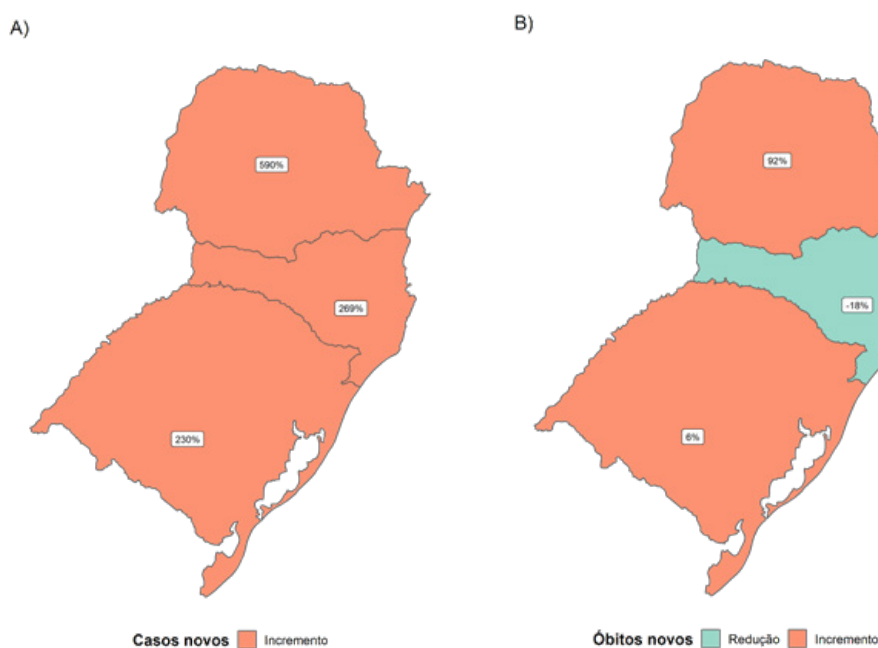 A)
590%
269%
230%
Casos novos Incremento
B)
92%
-18%
6%
Óbitos novos Redução Incremento